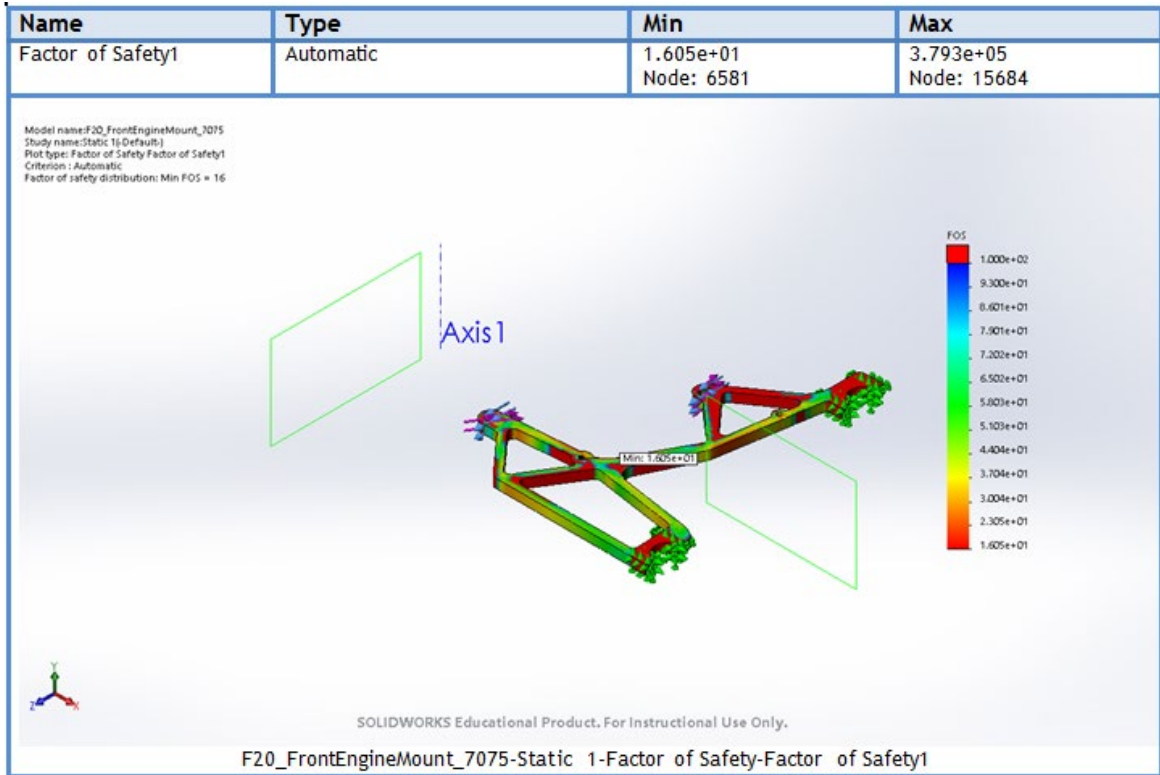 Name Type Min Max
Factor of Safety1 Automatic 1.605e+01 3.793e+05
Node: 6581 Node: 15684
Model name:F20_FrontEngineMount_7075
Study name:Static 1(-Default-)
Plot type: Factor of Safety Factor of Safety1
Criterion : Automatic
Factor of safety distribution: Min FOS = 16
FOS
1.000e+02
9.300e+01
8.601e+01
7.901e+01
7.202e+01
6.502e+01
5.803e+01
5.103e+01
4.404e+01
3.704e+01
3.004e+01
2.305e+01
1.605e+01
Axis1
Min: 1.605e+01
Y
Z
X
SOLIDWORKS Educational Product. For Instructional Use Only.
F20_FrontEngineMount_7075-Static 1-Factor of Safety-Factor of Safety1